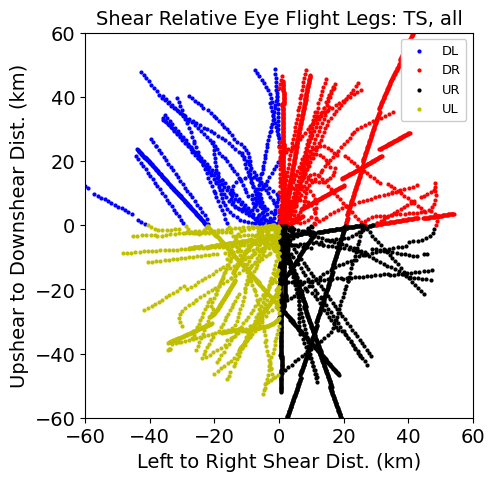 Shear Relative Eye Flight Legs: TS, all
Upshear to Downshear Dist. (km)
60
40
20
0
−20
−40
−60
DL
DR
UR
UL
−60 −40 −20 0 20 40 60
Left to Right Shear Dist. (km)